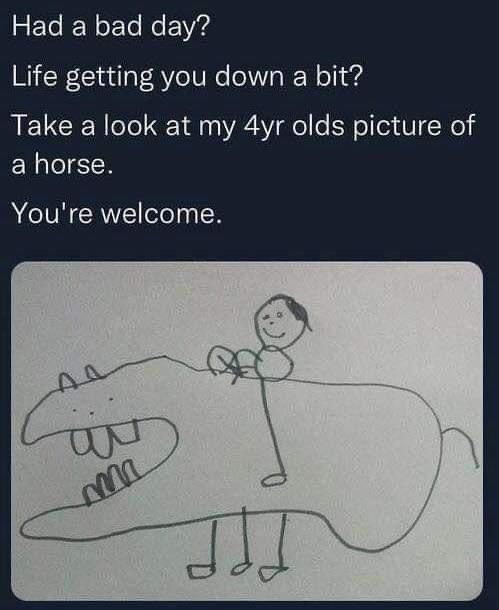 Had a bad day?
Life getting you down a bit?
Take a look at my 4yr olds picture of
a horse.
You're welcome.